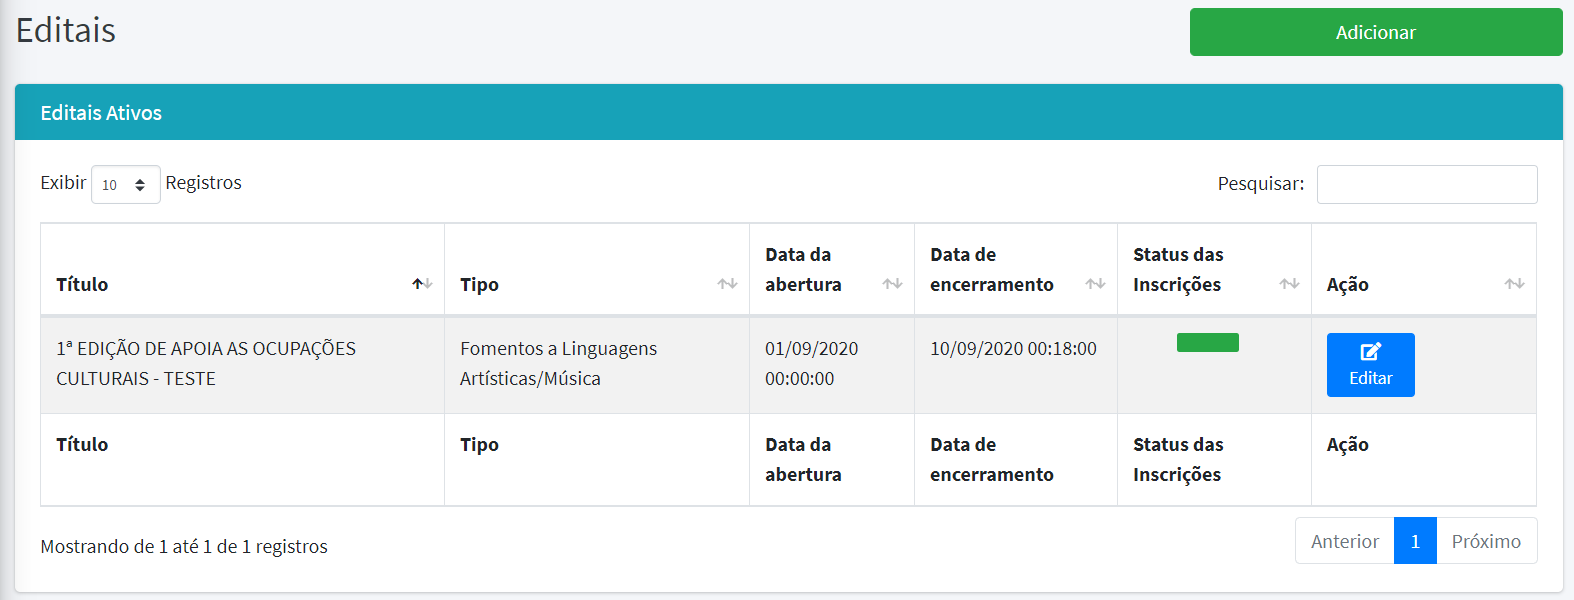 Editais
Adicionar
Editais Ativos
Exibir 10 Registros
Pesquisar:
Título
Tipo
Data da
abertura
Data de
encerramento
Status das
Inscrições
Ação
1ª EDIÇÃO DE APOIA AS OCUPAÇÕES
CULTURAIS - TESTE
Fomentos a Linguagens
Artísticas/Música
01/09/2020
00:00:00
10/09/2020 00:18:00
Editar
Título
Tipo
Data da
abertura
Data de
encerramento
Status das
Inscrições
Ação
Mostrando de 1 até 1 de 1 registros
Anterior 1 Próximo